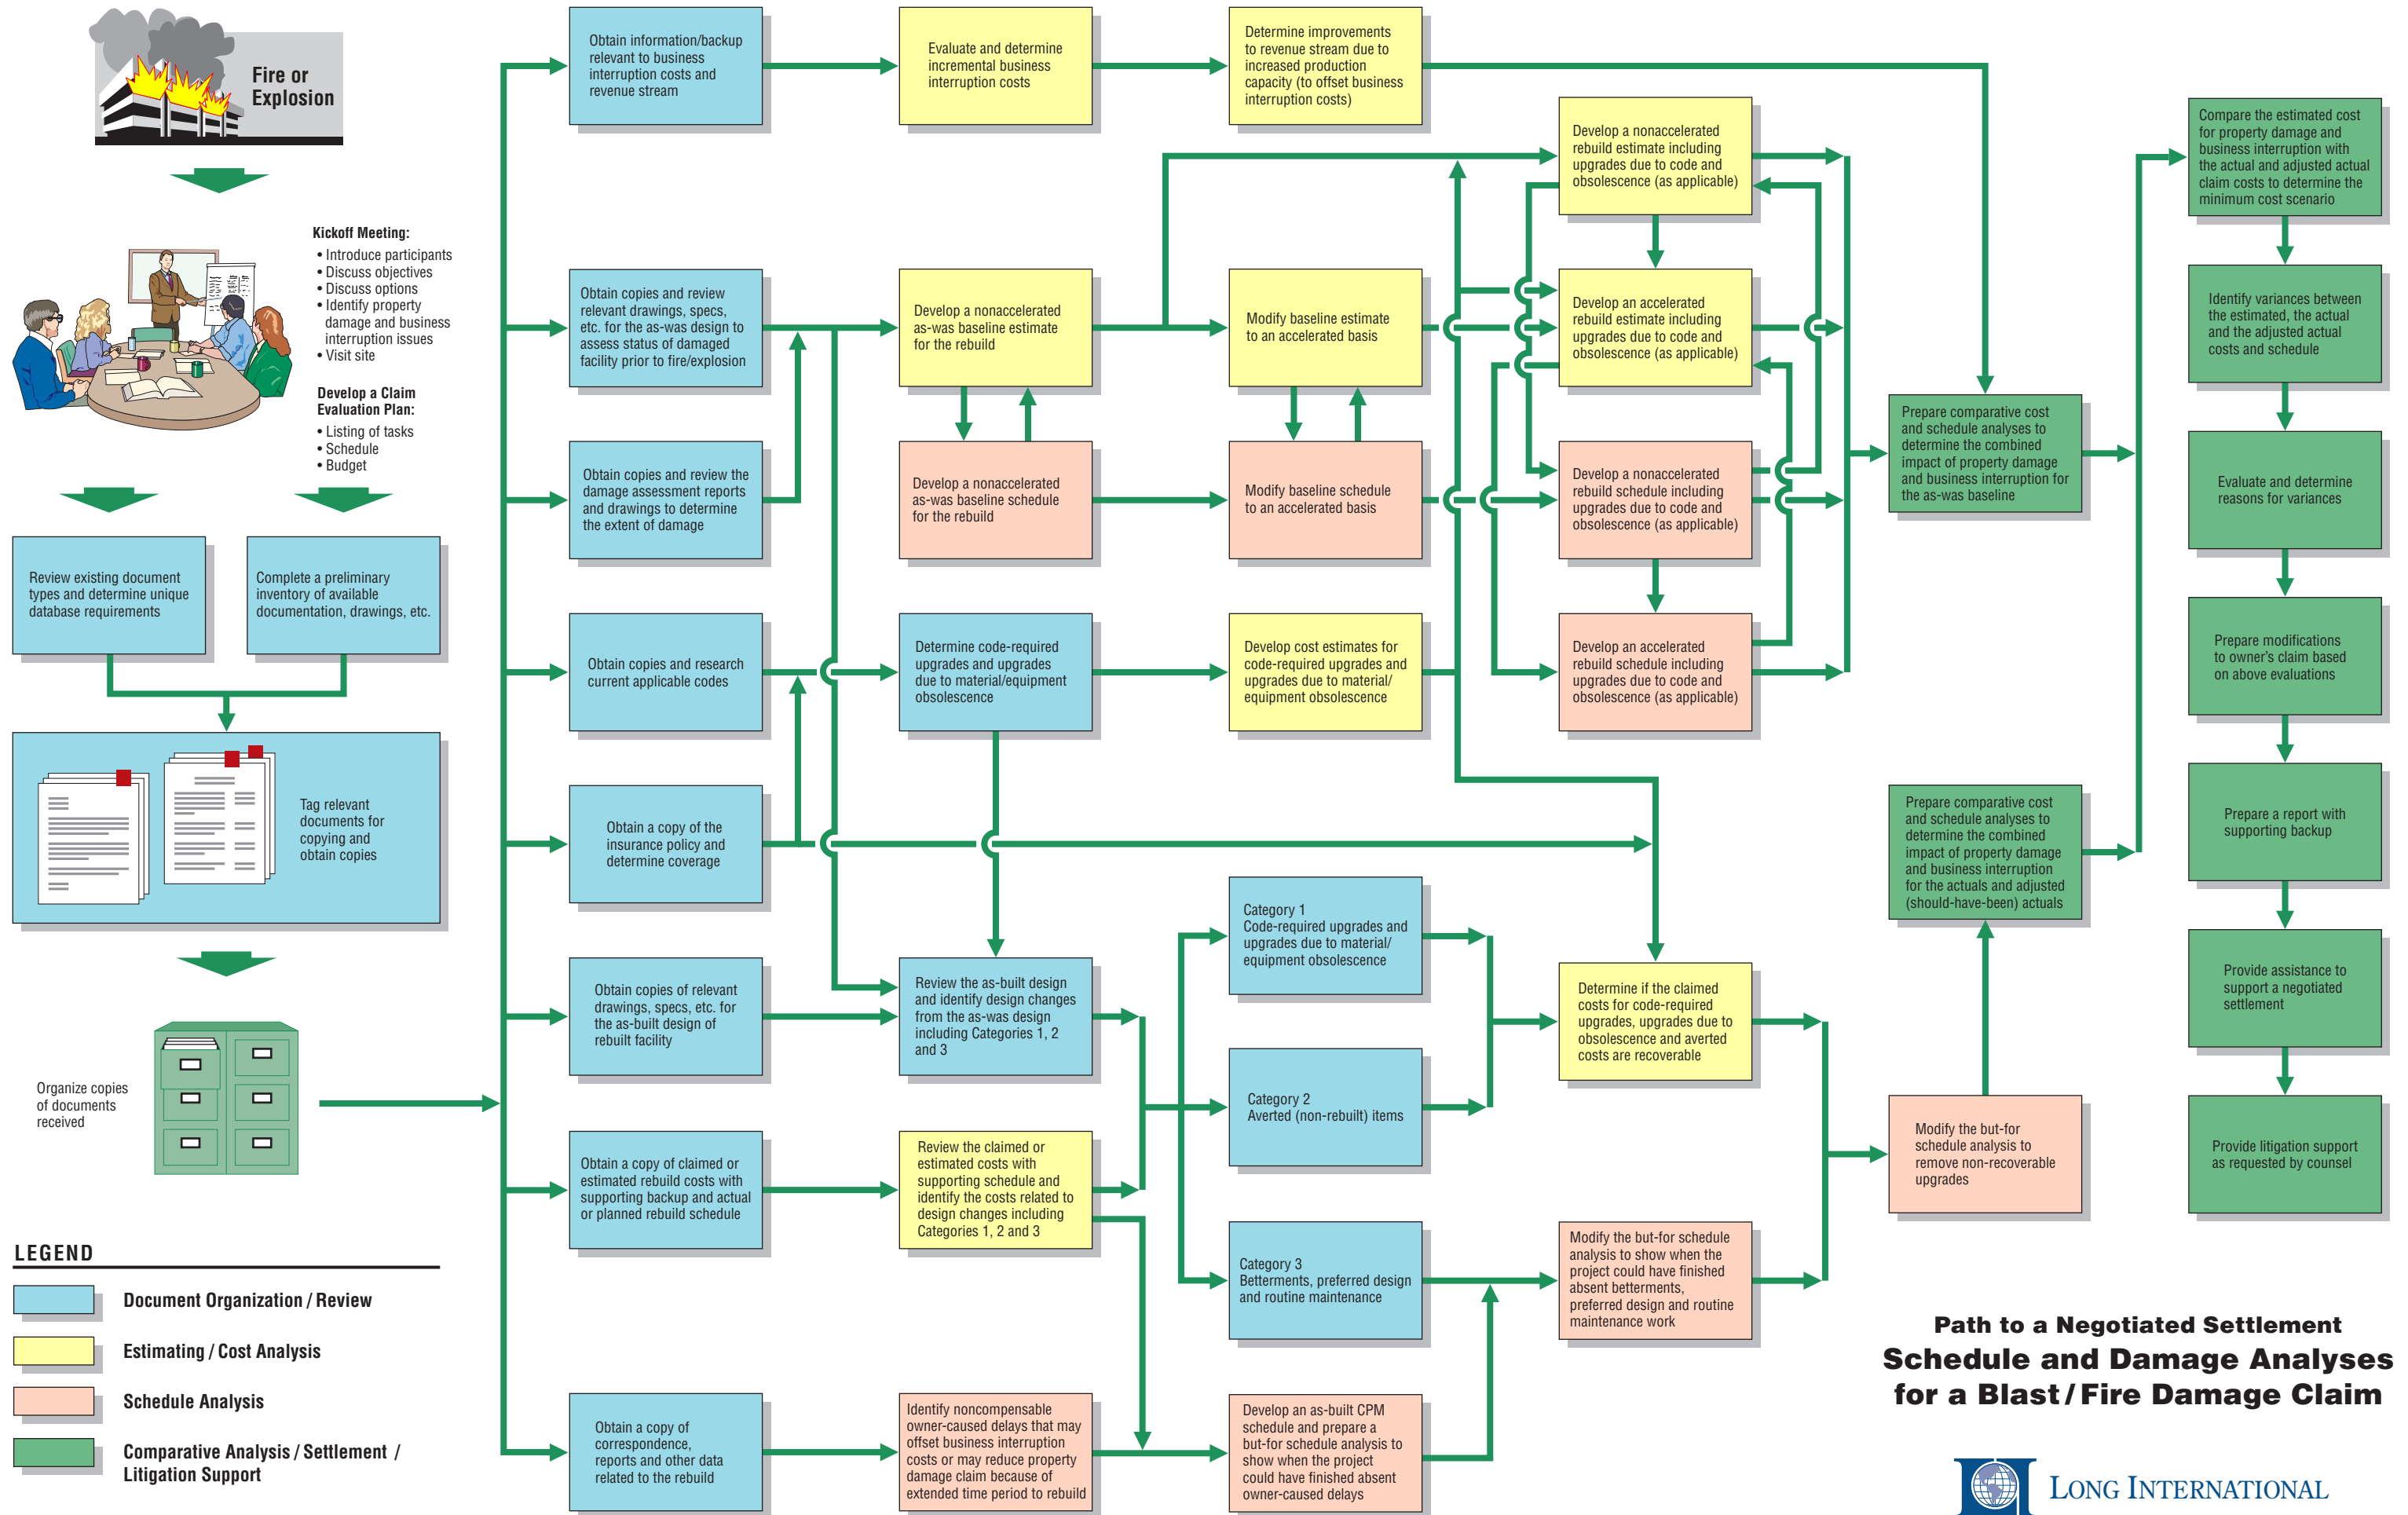 Fire or
Explosion
Kickoff Meeting:
• Introduce participants
• Discuss objectives
• Discuss options
• Identify property
damage and business
interruption issues
• Visit site
Develop a Claim
Evaluation Plan:
• Listing of tasks
• Schedule
• Budget
Review existing document
types and determine unique
database requirements
Complete a preliminary
inventory of available
documentation, drawings, etc.
Tag relevant
documents for
copying and
obtain copies
Organize copies
of documents
received
LEGEND
Document Organization / Review
Estimating / Cost Analysis
Schedule Analysis
Comparative Analysis / Settlement /
Litigation Support
Obtain information/backup
relevant to business
interruption costs and
revenue stream
Evaluate and determine
incremental business
interruption costs
Determine improvements
to revenue stream due to
increased production
capacity (to offset business
interruption costs)
Obtain copies and review
relevant drawings, specs,
etc. for the as-was design to
assess status of damaged
facility prior to fire/explosion
Develop a nonaccelerated
as-was baseline estimate
for the rebuild
Modify baseline estimate
to an accelerated basis
Develop a nonaccelerated
rebuild estimate including
upgrades due to code and
obsolescence (as applicable)
Develop an accelerated
rebuild estimate including
upgrades due to code and
obsolescence (as applicable)
Obtain copies and review the
damage assessment reports
and drawings to determine
the extent of damage
Develop a nonaccelerated
as-was baseline schedule
for the rebuild
Modify baseline schedule
to an accelerated basis
Develop a nonaccelerated
rebuild schedule including
upgrades due to code and
obsolescence (as applicable)
Obtain copies and research
current applicable codes
Determine code-required
upgrades and upgrades
due to material/equipment
obsolescence
Develop cost estimates for
code-required upgrades and
upgrades due to material/
equipment obsolescence
Develop an accelerated
rebuild schedule including
upgrades due to code and
obsolescence (as applicable)
Obtain a copy of the
insurance policy and
determine coverage
Obtain copies of relevant
drawings, specs, etc. for
the as-built design of
rebuilt facility
Review the as-built design
and identify design changes
from the as-was design
including Categories 1, 2
and 3
Category 1
Code-required upgrades and
upgrades due to material/
equipment obsolescence
Category 2
Averted (non-rebuilt) items
Determine if the claimed
costs for code-required
upgrades, upgrades due to
obsolescence and averted
costs are recoverable
Obtain a copy of claimed or
estimated rebuild costs with
supporting backup and actual
or planned rebuild schedule
Review the claimed or
estimated costs with
supporting schedule and
identify the costs related to
design changes including
Categories 1, 2 and 3
Category 3
Betterments, preferred design
and routine maintenance
Modify the but-for schedule
analysis to show when the
project could have finished
absent betterments,
preferred design and routine
maintenance work
Obtain a copy of
correspondence,
reports and other data
related to the rebuild
Identify noncompensable
owner-caused delays that may
offset business interruption
costs or may reduce property
damage claim because of
extended time period to rebuild
Develop an as-built CPM
schedule and prepare a
but-for schedule analysis to
show when the project
could have finished absent
owner-caused delays
Prepare comparative cost
and schedule analyses to
determine the combined
impact of property damage
and business interruption for
the as-was baseline
Prepare comparative cost
and schedule analyses to
determine the combined
impact of property damage
and business interruption
for the actuals and adjusted
(should-have-been) actuals
Modify the but-for
schedule analysis to
remove non-recoverable
upgrades
Compare the estimated cost
for property damage and
business interruption with
the actual and adjusted actual
claim costs to determine the
minimum cost scenario
Identify variances between
the estimated, the actual
and the adjusted actual
costs and schedule
Evaluate and determine
reasons for variances
Prepare modifications
to owner's claim based
on above evaluations
Prepare a report with
supporting backup
Provide assistance to
support a negotiated
settlement
Provide litigation support
as requested by counsel
Path to a Negotiated Settlement
Schedule and Damage Analyses
for a Blast / Fire Damage Claim
LONG INTERNATIONAL